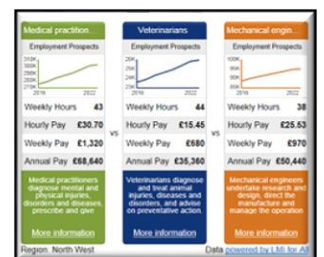 Medical practition... Veterinarians Mechanical engin...
Employment Prospects Employment Prospects Employment Prospects
2016 2022 2016 2022 2016 2022
Weekly Hours 43 Weekly Hours 44 Weekly Hours 38
Hourly Pay £30.70 vs Hourly Pay £15.45 vs Hourly Pay £25.53
Weekly Pay £1,320 Weekly Pay £680 Weekly Pay £970
Annual Pay £68,640 Annual Pay £35,360 Annual Pay £50,440
Medical practitioners
diagnose mental and
physical injuries,
disorders and diseases,
prescribe and give
More information
Veterinarians diagnose
and treat animal
injuries, diseases and
disorders, and advise
on preventative action.
More information
Mechanical engineers
undertake research and
design, direct the
manufacture and
manage the operation
More information
Region: North West Data powered by LMI for All